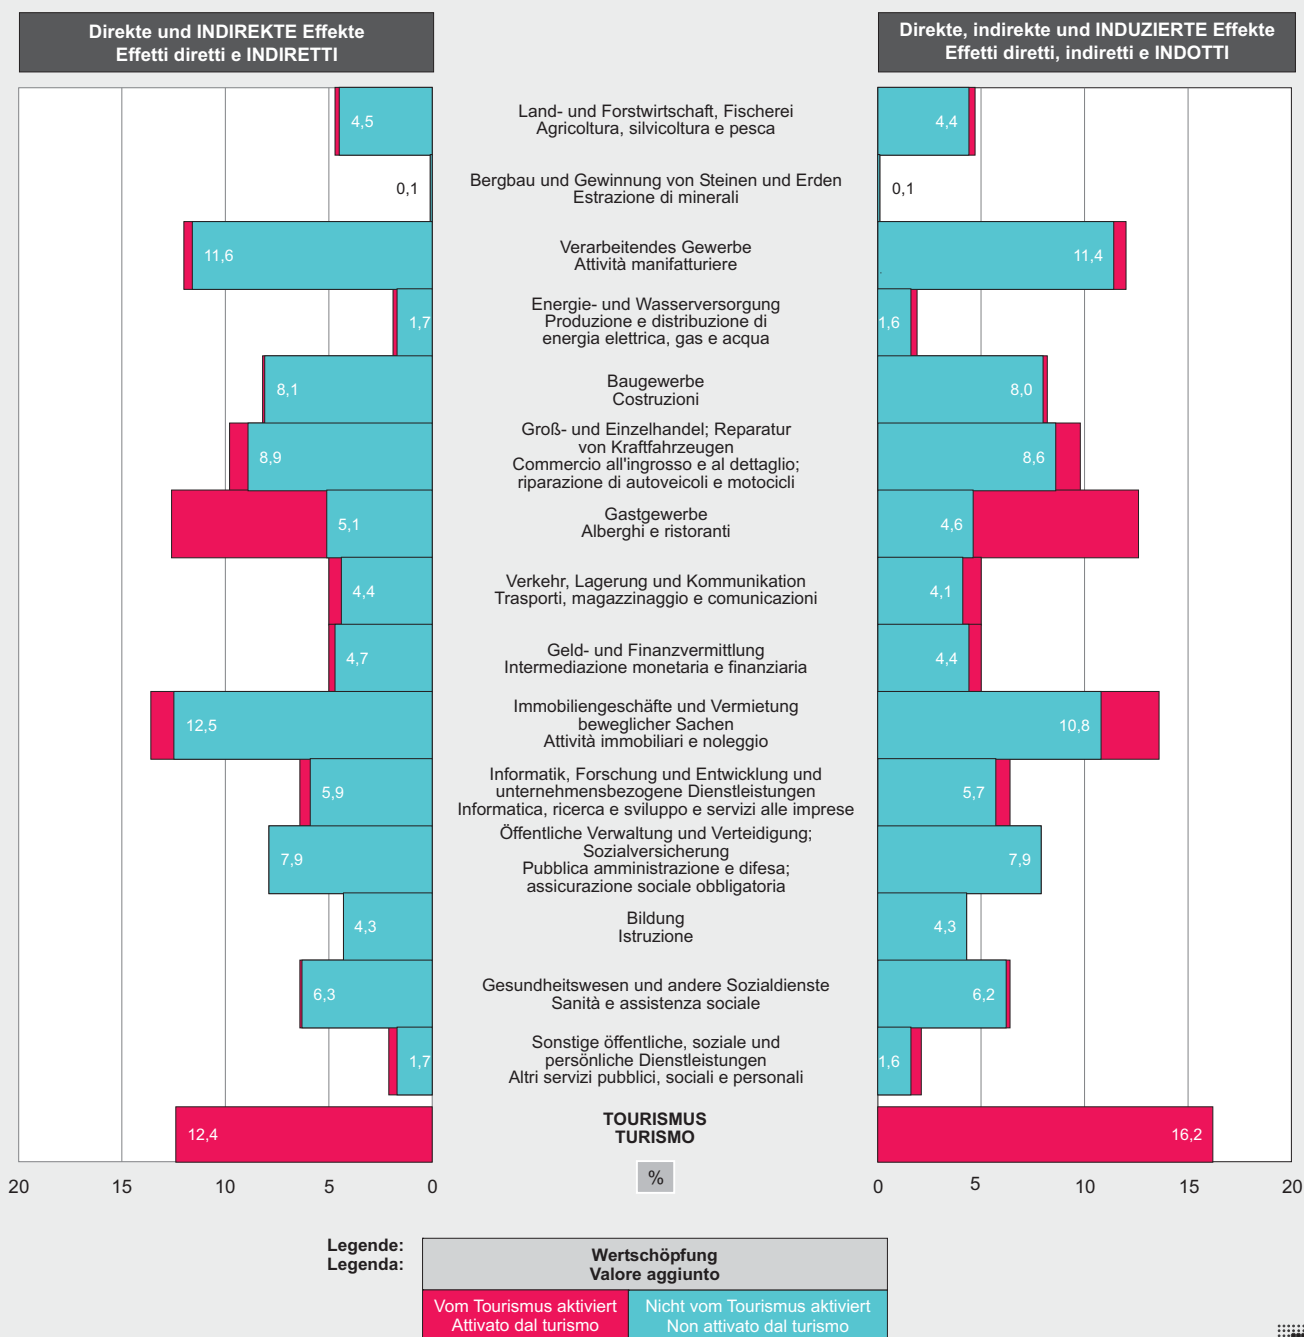 Direkte und INDIREKTE Effekte
Effetti diretti e INDIRETTI
Direkte, indirekte und INDUZIERTE Effekte
Effetti diretti, indiretti e INDOTTI
4,5
Land- und Forstwirtschaft, Fischerei
Agricoltura, silvicoltura e pesca
4,4
0,1
Bergbau und Gewinnung von Steinen und Erden
Estrazione di minerali
0,1
11,6
Verarbeitendes Gewerbe
Attività manifatturiere
11,4
1,7
Energie- und Wasserversorgung
Produzione e distribuzione di
energia elettrica, gas e acqua
1,6
8,1
Baugewerbe
Costruzioni
8,0
8,9
Groß- und Einzelhandel; Reparatur
von Kraftfahrzeugen
Commercio all'ingrosso e al dettaglio;
riparazione di autoveicoli e motocicli
8,6
5,1
Gastgewerbe
Alberghi e ristoranti
4,6
4,4
Verkehr, Lagerung und Kommunikation
Trasporti, magazzinaggio e comunicazioni
4,1
4,7
Geld- und Finanzvermittlung
Intermediazione monetaria e finanziaria
4,4
12,5
Immobiliengeschäfte und Vermietung
beweglicher Sachen
Attività immobiliari e noleggio
10,8
5,9
Informatik, Forschung und Entwicklung und
unternehmensbezogene Dienstleistungen
Informatica, ricerca e sviluppo e servizi alle imprese
5,7
7,9
Öffentliche Verwaltung und Verteidigung;
Sozialversicherung
Pubblica amministrazione e difesa;
assicurazione sociale obbligatoria
7,9
4,3
Bildung
Istruzione
4,3
6,3
Gesundheitswesen und andere Sozialdienste
Sanità e assistenza sociale
6,2
1,7
Sonstige öffentliche, soziale und
persönliche Dienstleistungen
Altri servizi pubblici, sociali e personali
1,6
12,4
TOURISMUS
TURISMO
16,2
20 15 10 5 0
%
0 5 10 15 20
Legende:
Legenda:
Wertschöpfung
Valore aggiunto
Vom Tourismus aktiviert
Attivato dal turismo
Nicht vom Tourismus aktiviert
Non attivato dal turismo